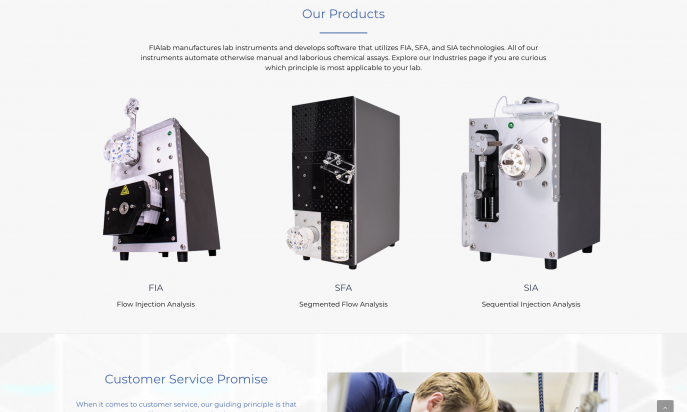 Our Products
FIAlab manufactures lab instruments and develops software that utilizes FIA, SFA, and SIA technologies. All of our
instruments automate otherwise manual and laborious chemical assays. Explore our Industries page if you are curious
which principle is most applicable to your lab.
FIA
SFA
SIA
Flow Injection Analysis
Segmented Flow Analysis
Sequential Injection Analysis
Customer Service Promise
When it comes to customer service, our guiding principle is that